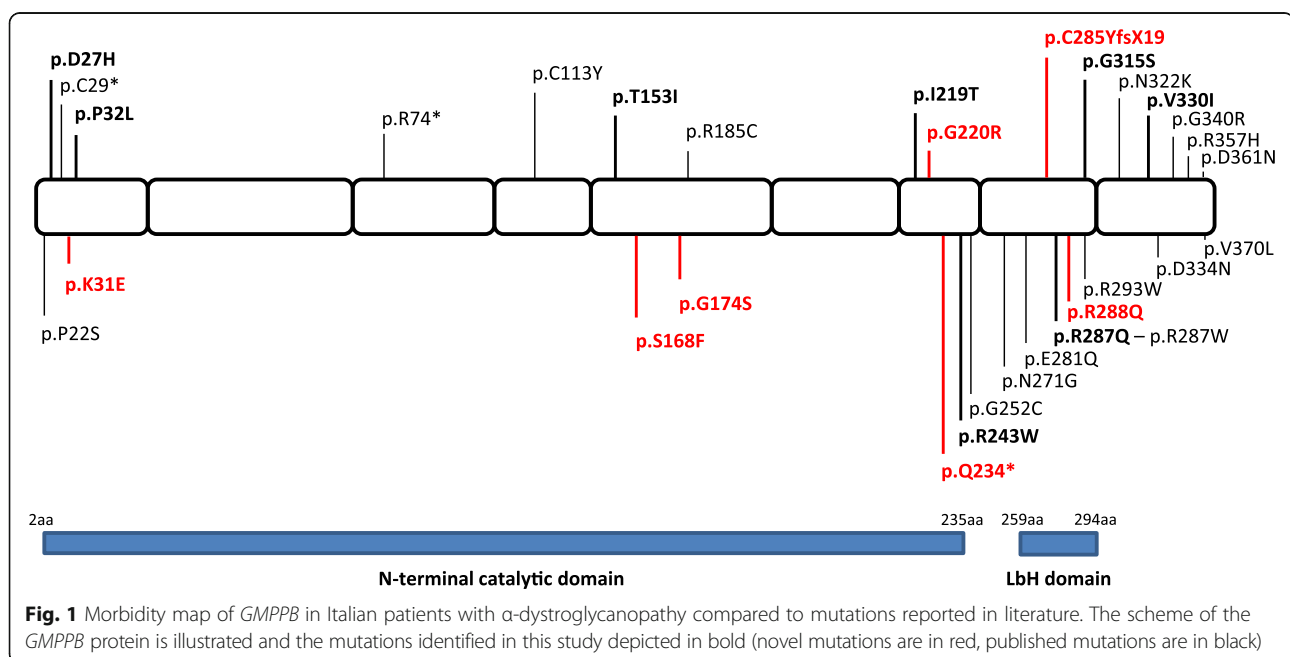 p.C285YfsX19
p.D27H
p.G315S
p.C29*
p.C113Y
p.N322K
p.P32L
p.T153I
p.I219T
p.V330I
p.R74*
p.G220R
p.G340R
p.R185C
p.R357H
p.D361N
p.V370L
p.D334N
p.R293W
p.K31E
p.G174S
p.R288Q
p.P22S
p.S168F
p.R287Q – p.R287W
p.E281Q
p.N271G
p.G252C
p.R243W
p.Q234*
2aa 235aa 259aa 294aa
N-terminal catalytic domain LbH domain
Fig. 1 Morbidity map of GMPPB in Italian patients with α-dystroglycanopathy compared to mutations reported in literature. The scheme of the
GMPPB protein is illustrated and the mutations identified in this study depicted in bold (novel mutations are in red, published mutations are in black)